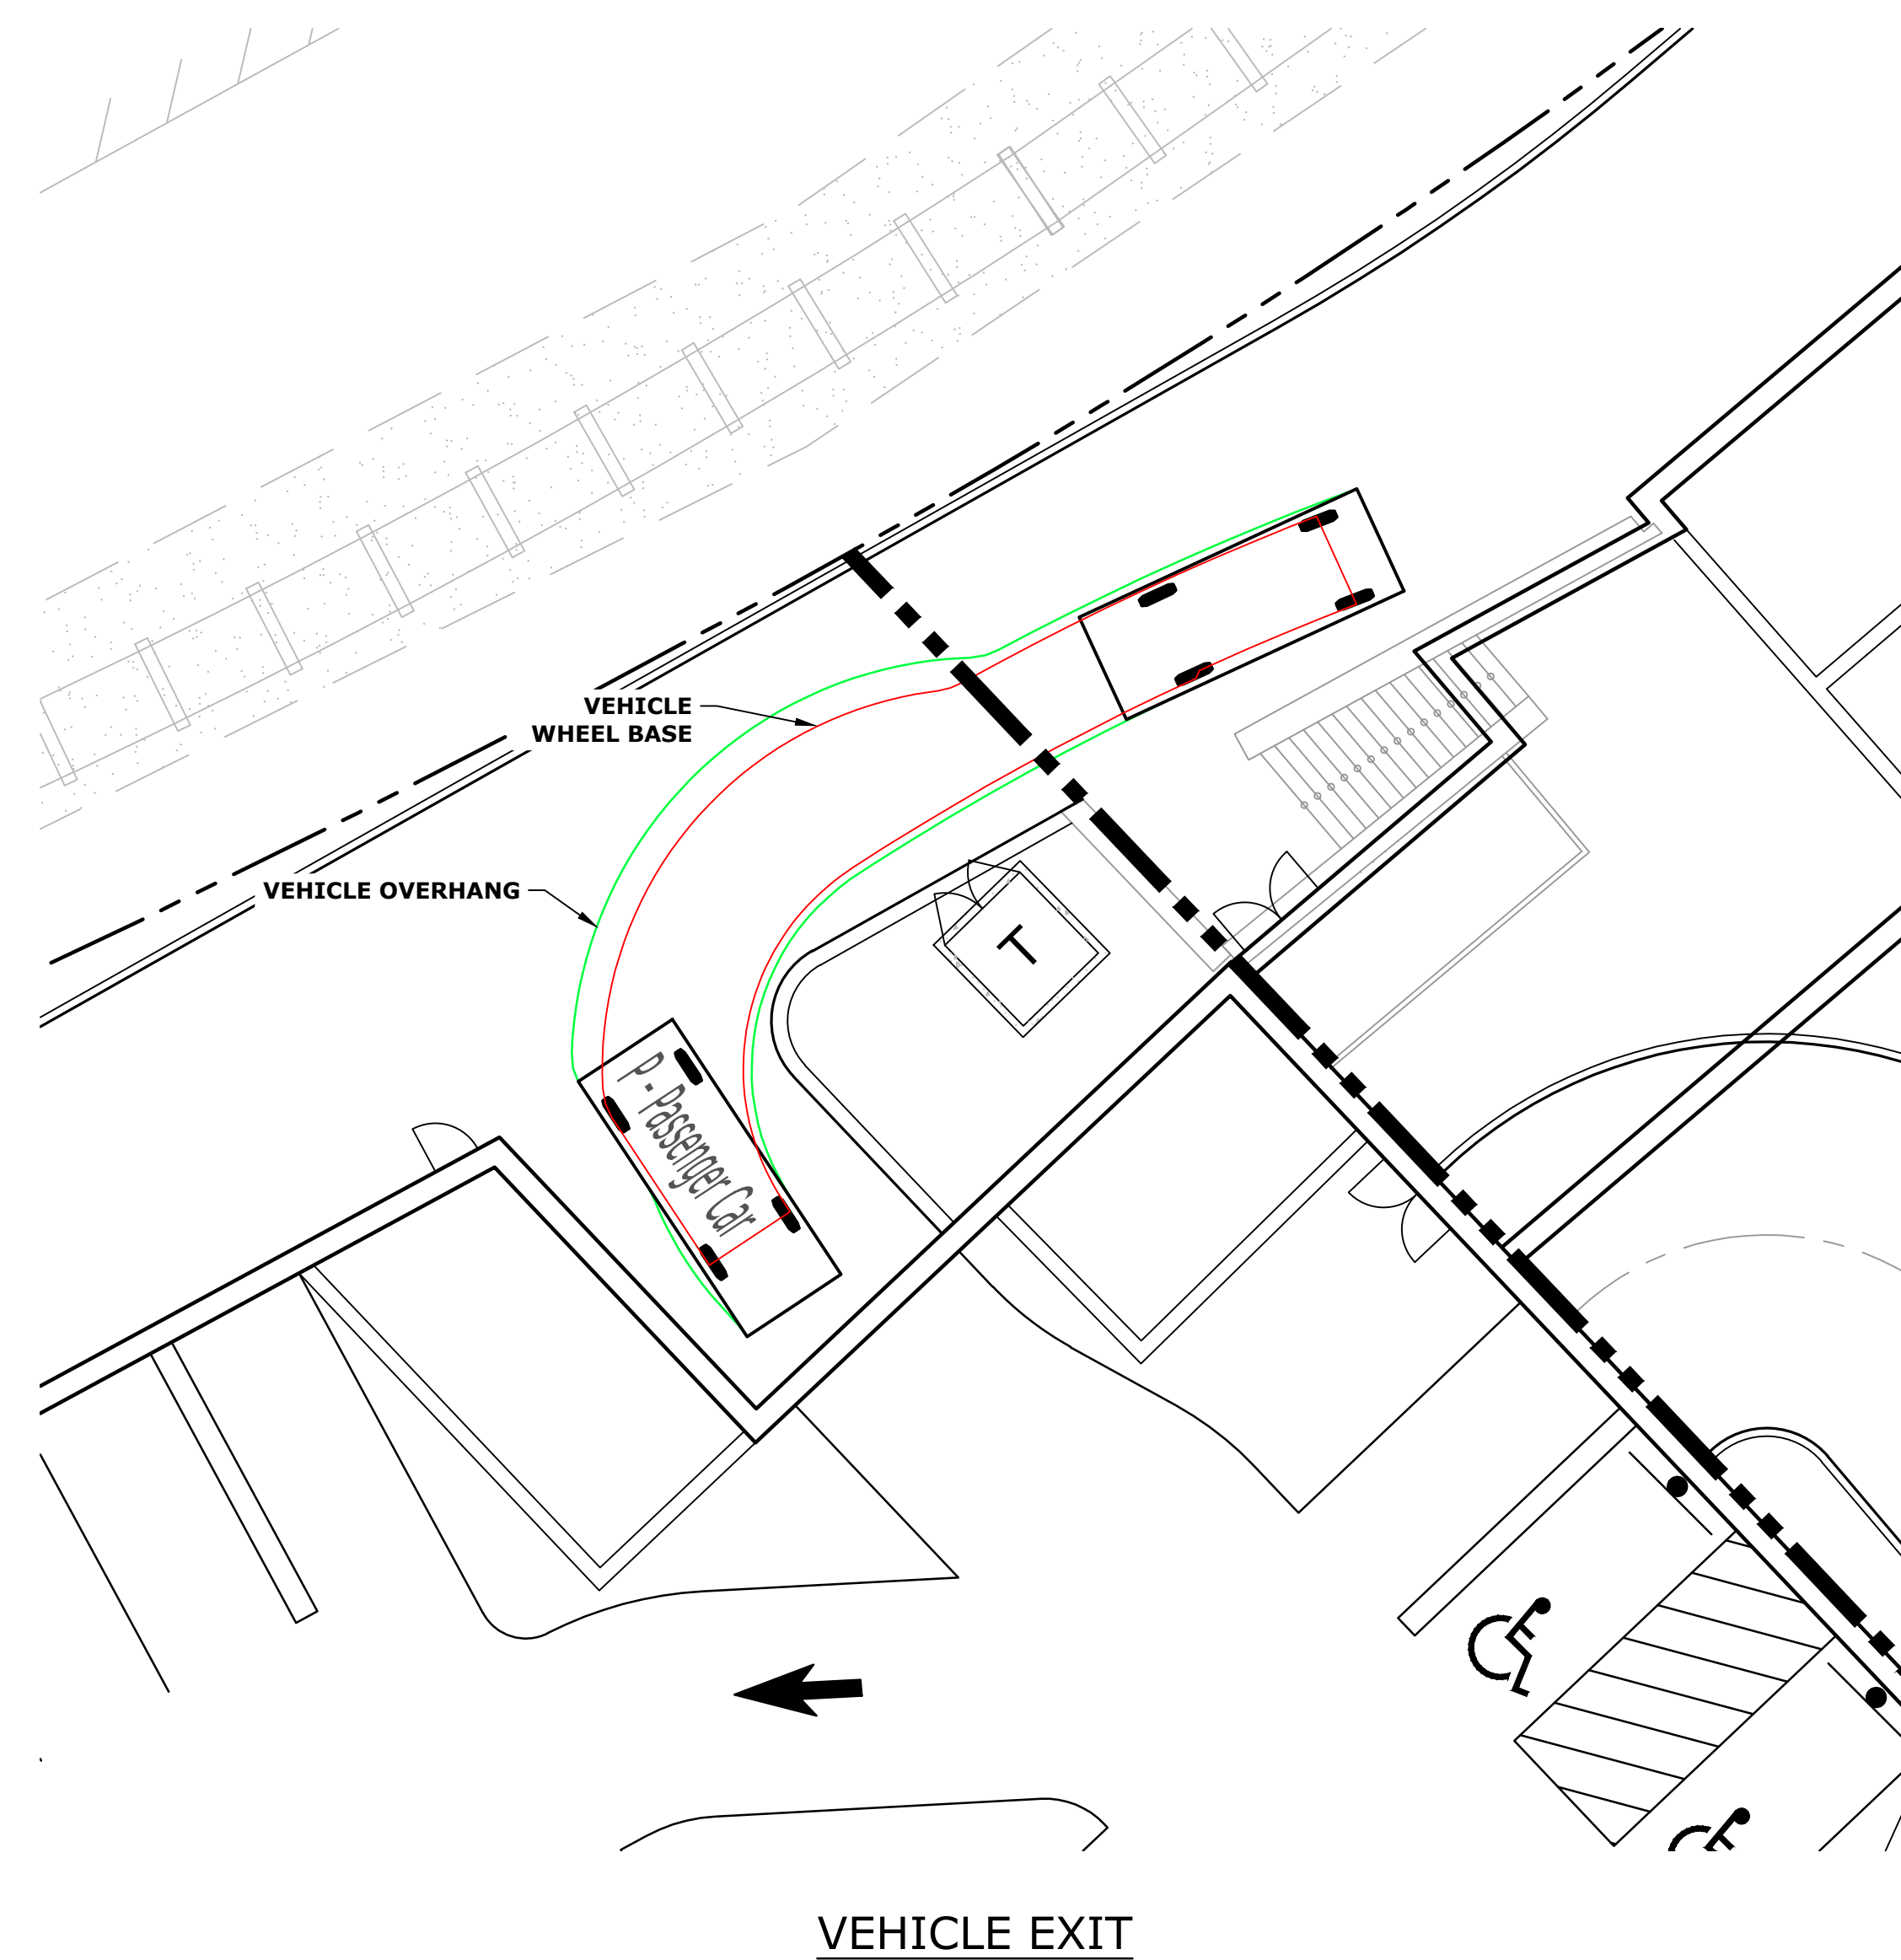 VEHICLE
WHEEL BASE
VEHICLE OVERHANG
T
P - Passenger Car
VEHICLE EXIT